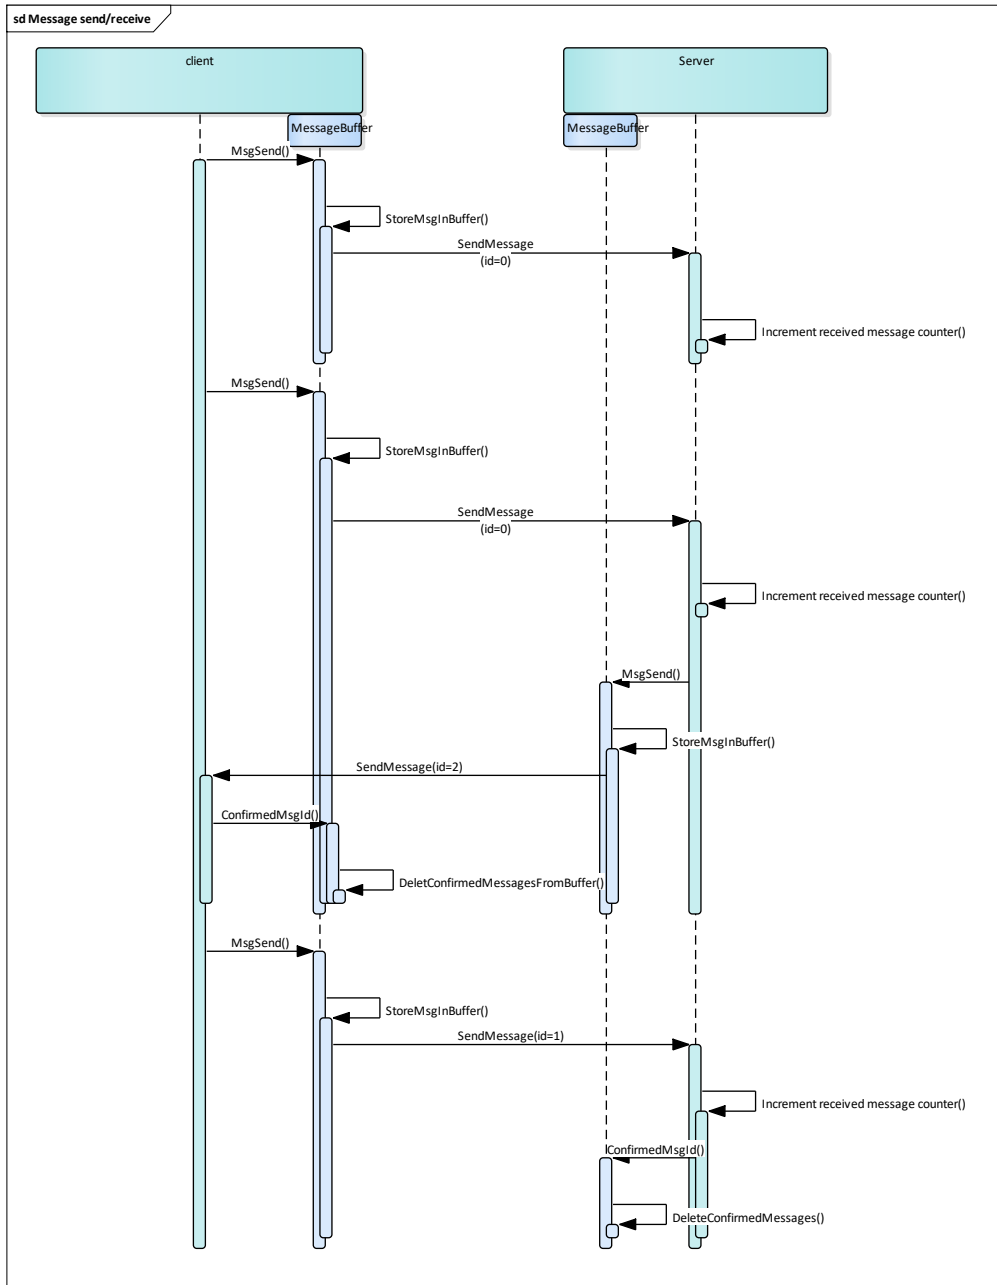 sd Message send/receive
client
Server
MessageBuffer
MessageBuffer
MsgSend()
StoreMsgInBuffer()
SendMessage
(id=0)
Increment received message counter()
MsgSend()
StoreMsgInBuffer()
SendMessage
(id=0)
Increment received message counter()
MsgSend()
StoreMsgInBuffer()
SendMessage(id=2)
ConfirmedMsgId()
DeletConfirmedMessagesFromBuffer()
MsgSend()
StoreMsgInBuffer()
SendMessage(id=1)
Increment received message counter()
ConfirmedMsgId()
DeleteConfirmedMessages()